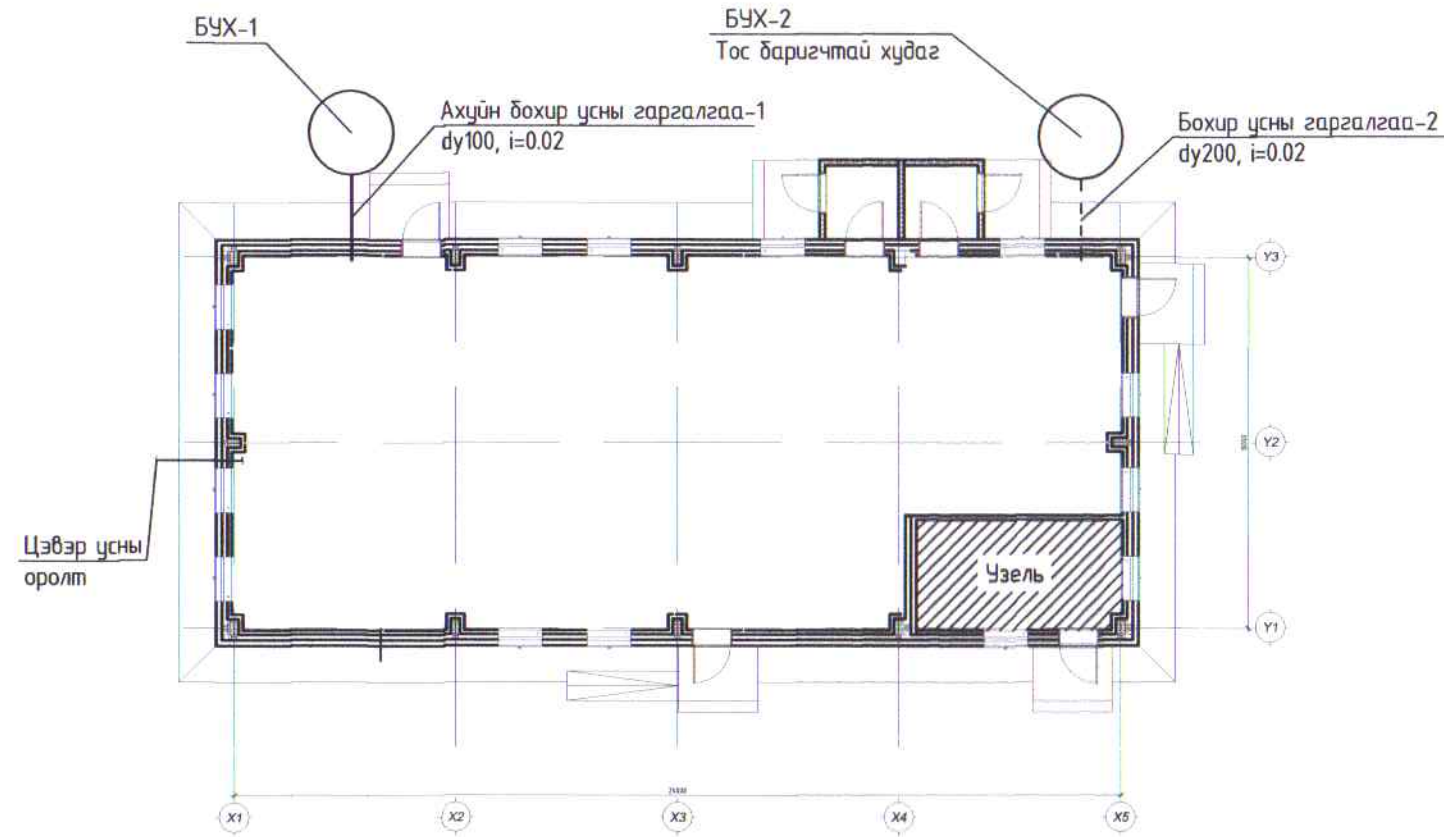 БУХ-1
БУХ-2
Тос баригчтай худаг
Ахуйн бохир усны гаргалгаа-1
dy100, i=0.02
Бохир усны гаргалгаа-2
dy200, i=0.02
Y3
Y2
Цэвэр усны
оролт
Узель
Y1
X1
X2
X3
X4
X5